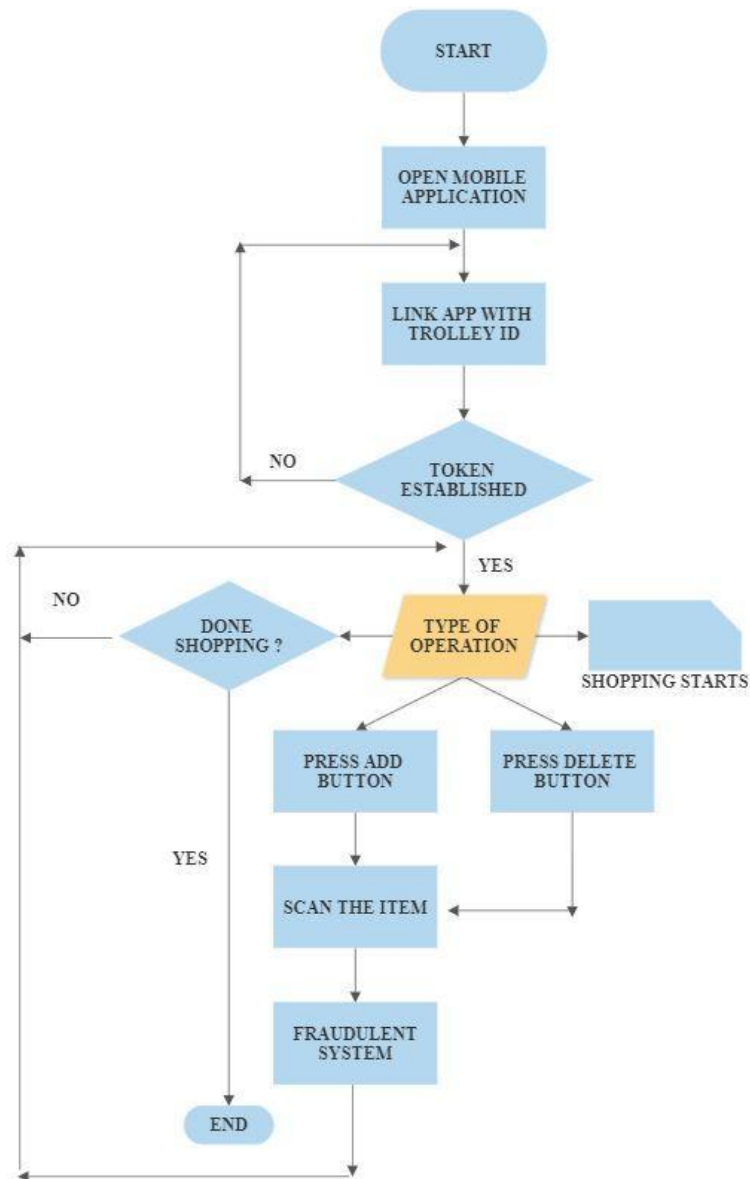 START
OPEN MOBILE
APPLICATION
LINK APP WITH
TROLLEY ID
NO
TOKEN
ESTABLISHED
YES
NO
DONE
SHOPPING ?
TYPE OF
OPERATION
SHOPPING STARTS
PRESS ADD
BUTTON
PRESS DELETE
BUTTON
YES
SCAN THE ITEM
FRAUDULENT
SYSTEM
END